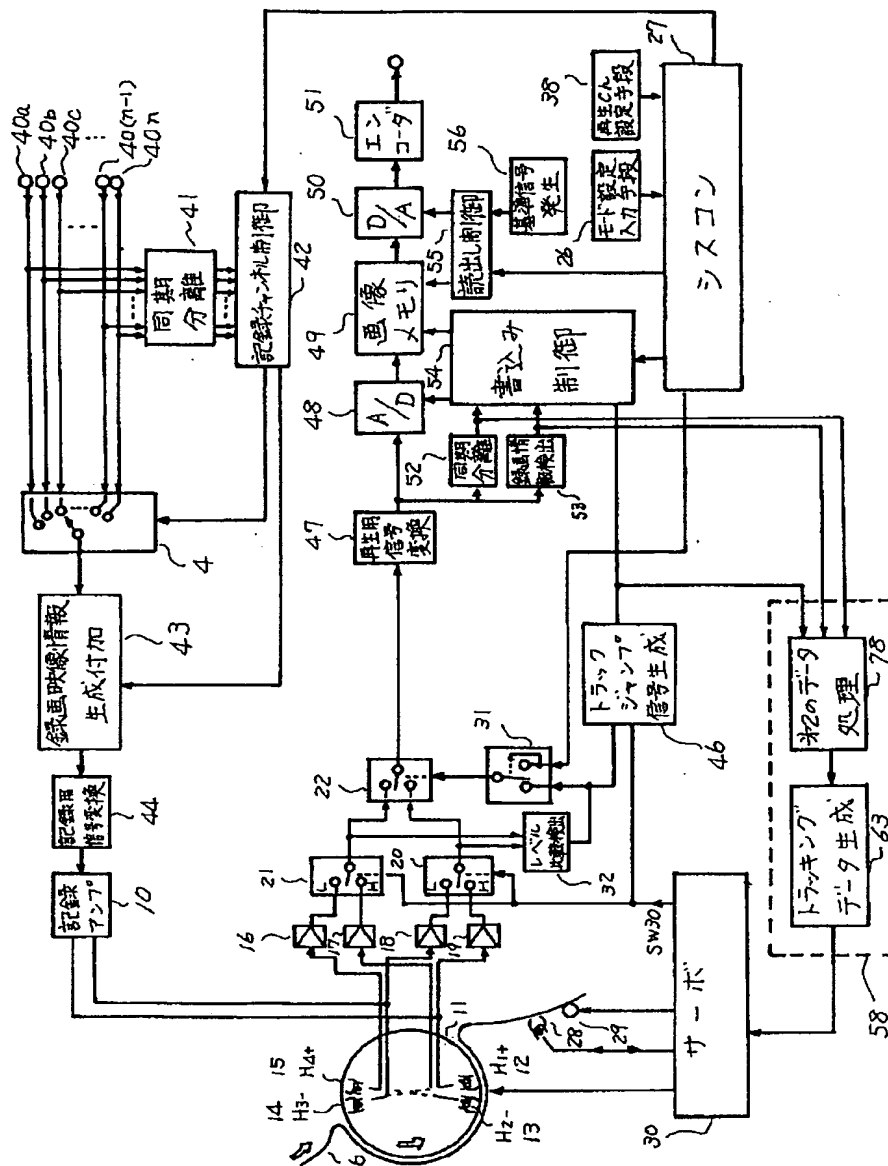 40a
40b
40c
40(n-1)
40n
41
同期
分離
42
記録チャンネル制御
4
43
録画映像情報
生成付加
44
記録用
信号変換
10
記録
アンプ
51
エン
コーダ
50
D/A
49
画像
メモリ
48
A/D
47
再生用
信号
変換
52
同期
分離
53
録画情
報検出
54
書込み
制御
55
読出し制御
56
基準信号
発生
26
モード設定
入力手段
38
再生ch
設定手段
27
シスコン
22
31
21
L
H
20
L
H
32
レベル
比較検出
16
17
18
19
46
トラック
ジャンプ
信号生成
SW30
11
15
H4+
14
H3-
H1+
12
H2-
13
6
28
29
30
サーボ
58
63
トラッキング
データ生成
78
第2のデータ
処理